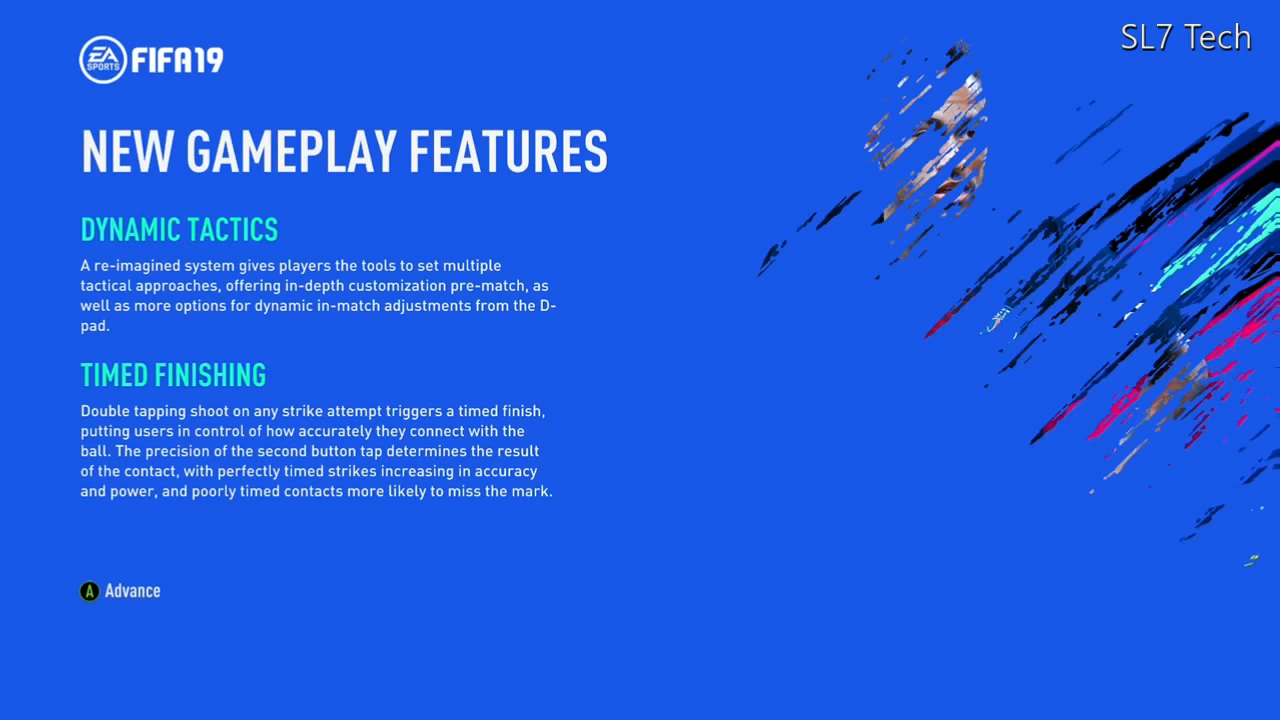 SL7 Tech
EA SPORTS FIFA 19
NEW GAMEPLAY FEATURES
DYNAMIC TACTICS
A re-imagined system gives players the tools to set multiple
tactical approaches, offering in-depth customization pre-match, as
well as more options for dynamic in-match adjustments from the D-
pad.
TIMED FINISHING
Double tapping shoot on any strike attempt triggers a timed finish,
putting users in control of how accurately they connect with the
ball. The precision of the second button tap determines the result
of the contact, with perfectly timed strikes increasing in accuracy
and power, and poorly timed contacts more likely to miss the mark.
A Advance